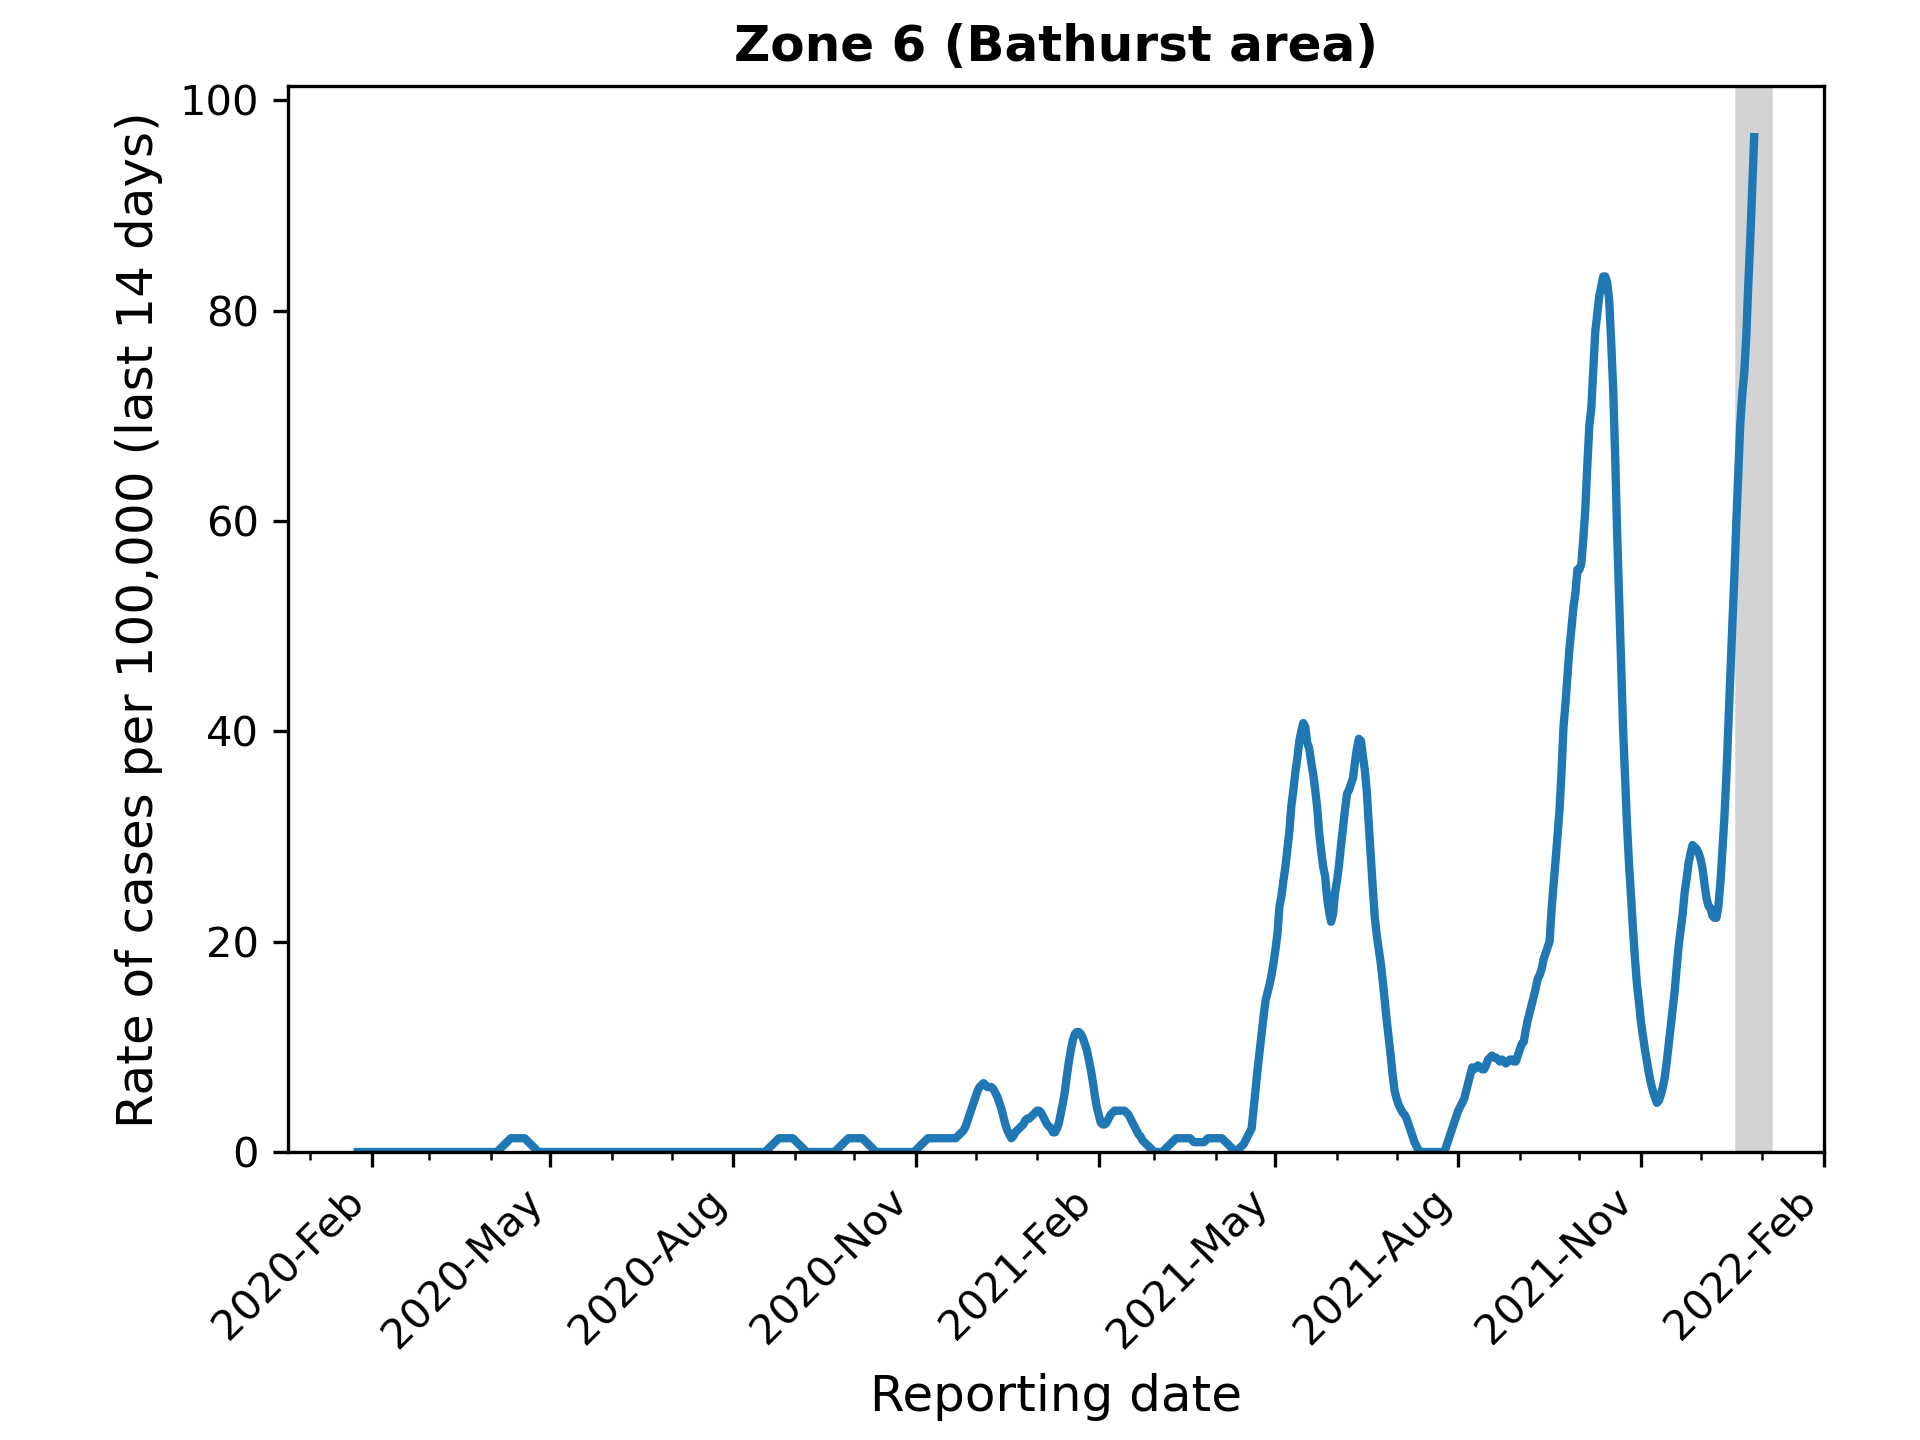 Zone 6 (Bathurst area)
Rate of cases per 100,000 (last 14 days)
100
80
60
40
20
0
2020-Feb
2020-May
2020-Aug
2020-Nov
2021-Feb
2021-May
2021-Aug
2021-Nov
2022-Feb
Reporting date